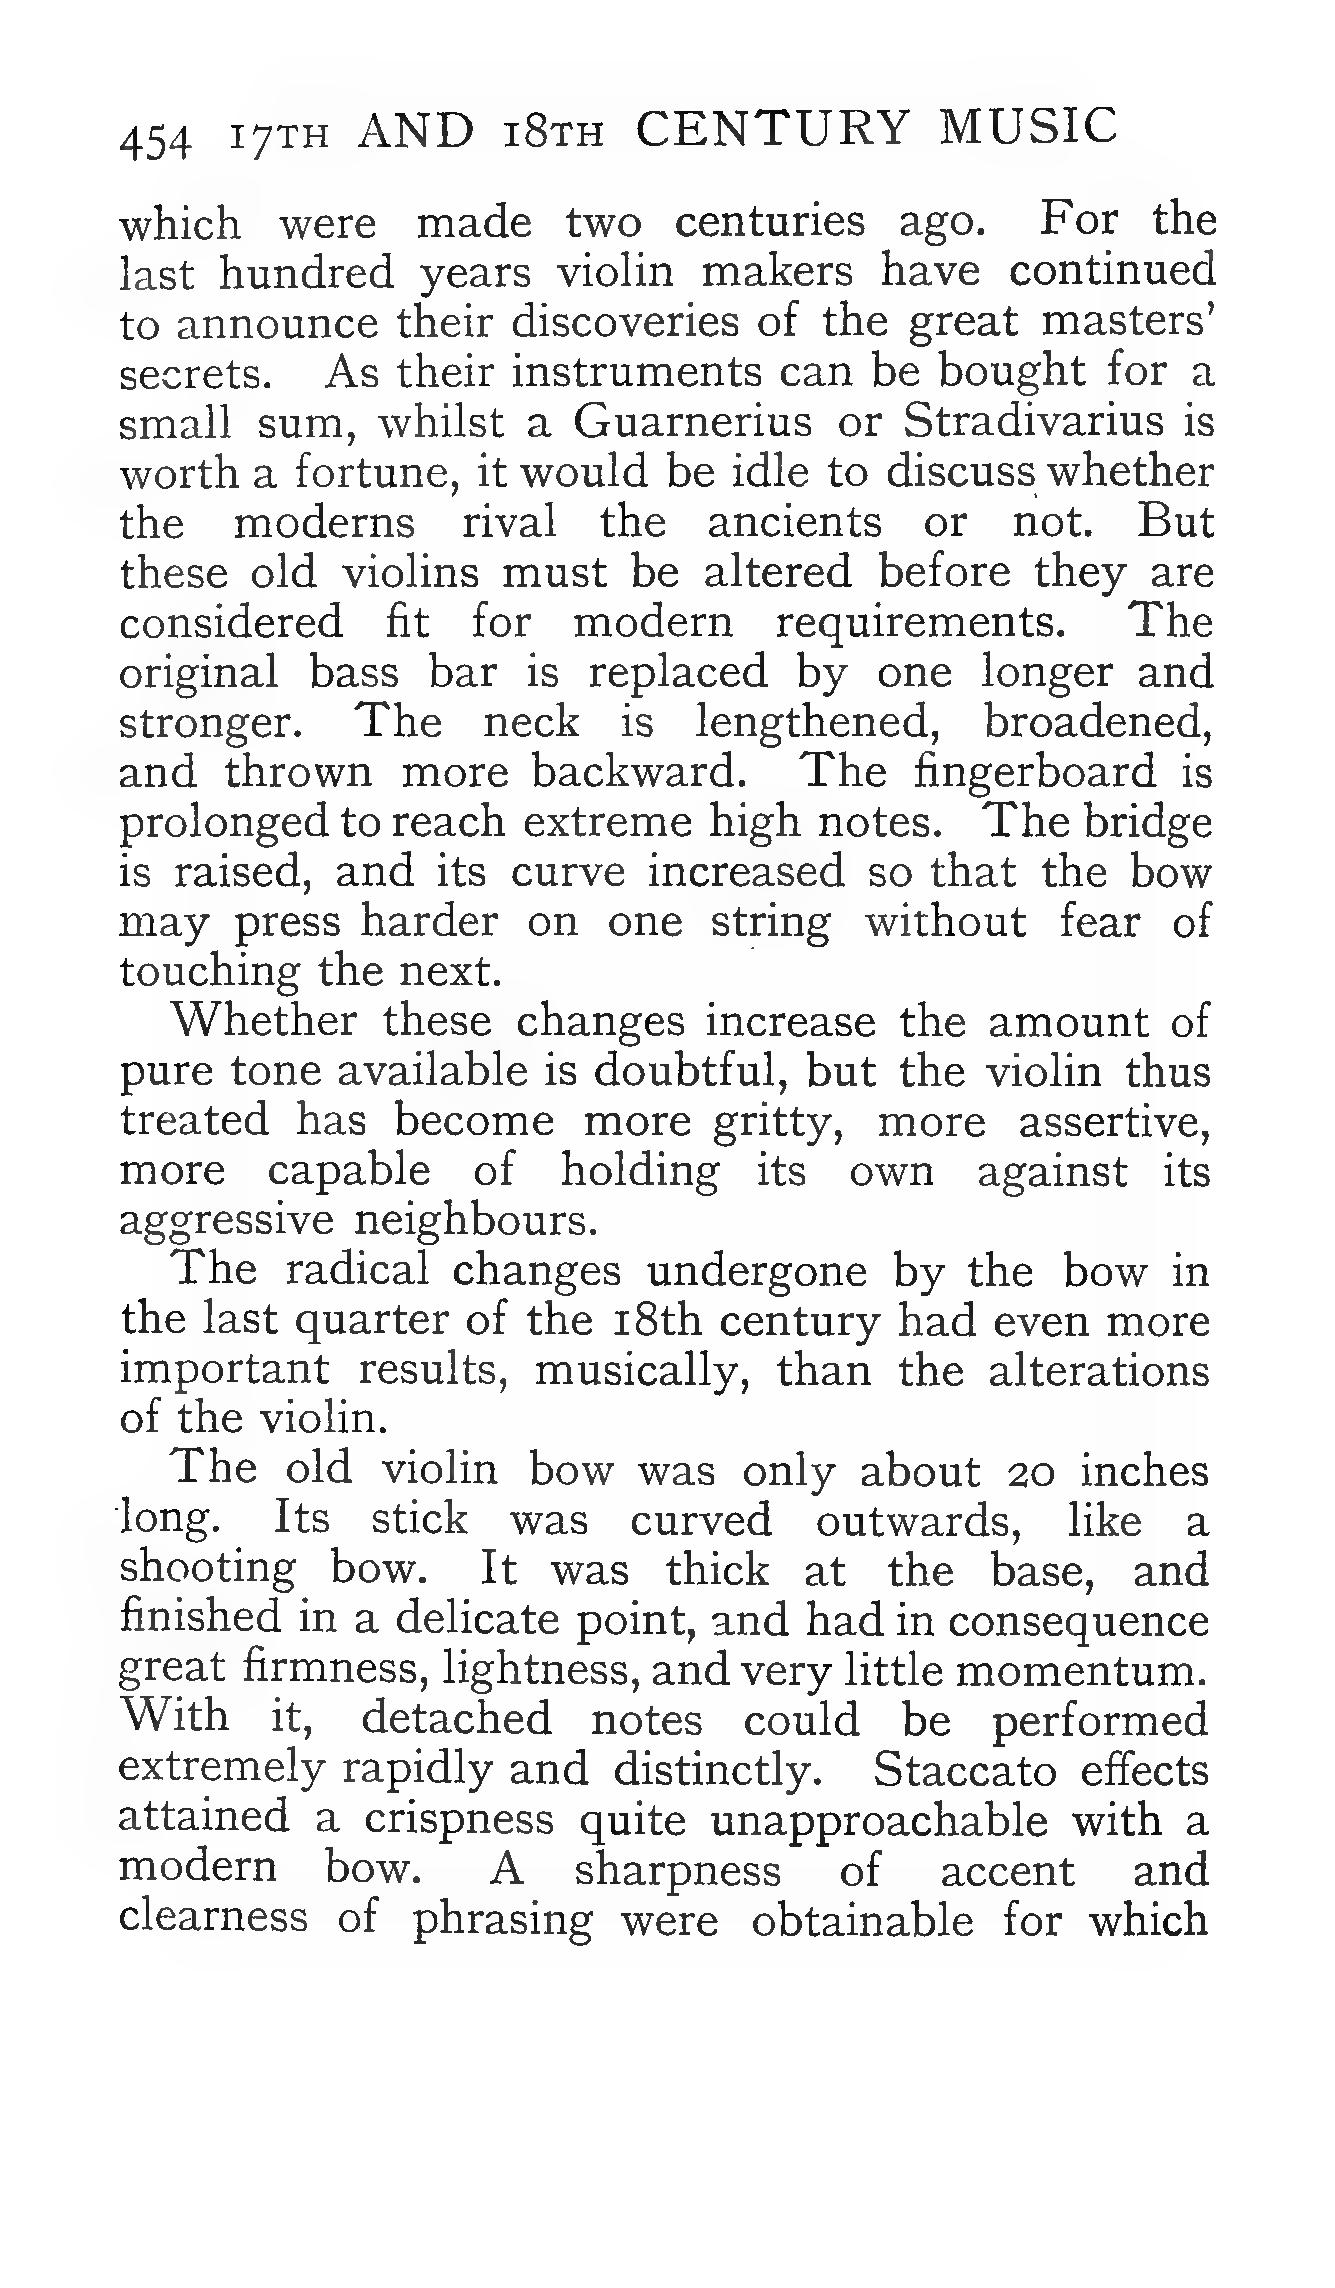 454 17TH AND 18TH CENTURY MUSIC
which were made two centuries ago. For the
last hundred years violin makers have continued
to announce their discoveries of the great masters'
secrets. As their instruments can be bought for a
small sum, whilst a Guarnerius or Stradivarius is
worth a fortune, it would be idle to discuss whether
the moderns rival the ancients or not. But
these old violins must be altered before they are
considered fit for modern requirements. The
original bass bar is replaced by one longer and
stronger. The neck is lengthened, broadened,
and thrown more backward. The fingerboard is
prolonged to reach extreme high notes. The bridge
is raised, and its curve increased so that the bow
may press harder on one string without fear of
touching the next.
Whether these changes increase the amount of
pure tone available is doubtful, but the violin thus
treated has become more gritty, more assertive,
more capable of holding its own against its
aggressive neighbours.
The radical changes undergone by the bow in
the last quarter of the 18th century had even more
important results, musically, than the alterations
of the violin.
The old violin bow was only about 20 inches
long. Its stick was curved outwards, like a
shooting bow. It was thick at the base, and
finished in a delicate point, and had in consequence
great firmness, lightness, and very little momentum.
With it, detached notes could be performed
extremely rapidly and distinctly. Staccato effects
attained a crispness quite unapproachable with a
modern bow. A sharpness of accent and
clearness of phrasing were obtainable for which